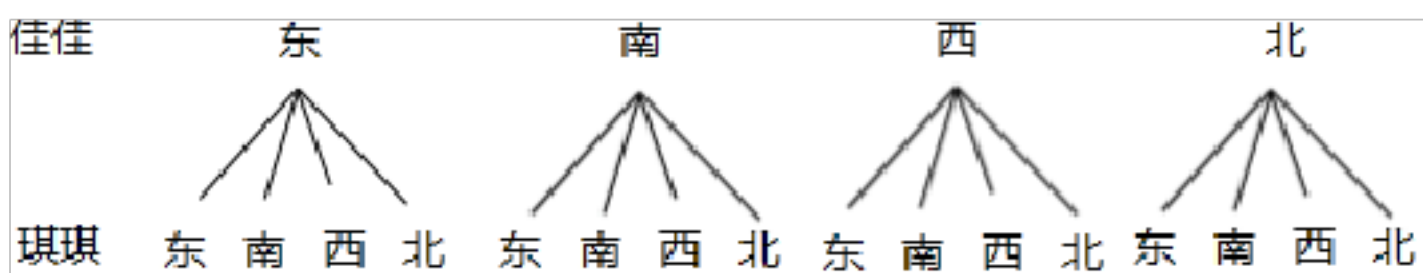 佳佳 东 南 西 北
琪琪 东 南 西 北 东 南 西 北 东 南 西 北 东 南 西 北